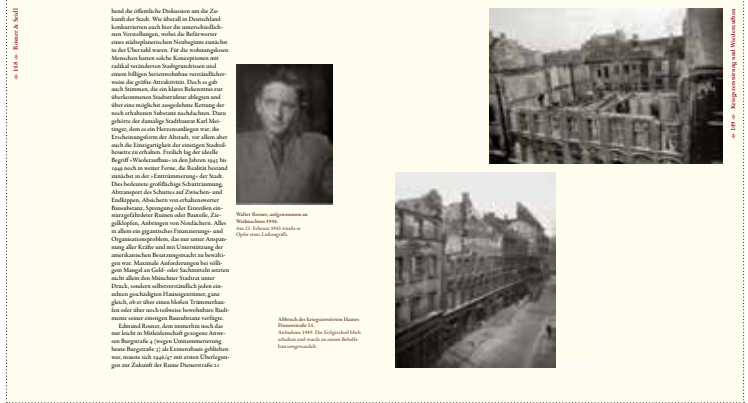 148 Rosner & Seidl
hend die öffentliche Diskussion um die Zu-
kunft der Stadt. Wie überall in Deutschland
konkurrierten auch hier die unterschiedlich-
sten Vorstellungen, wobei die Befürworter
eines städteplanerischen Neubeginns zunächst
in der Überzahl waren. Für die wohnungslosen
Menschen hatten solche Konzeptionen mit
radikal veränderten Stadtgrundrissen und
einem billigen Serienwohnbau verständlicher-
weise die größte Attraktivität. Doch es gab
auch Stimmen, die ein klares Bekenntnis zur
überkommenen Stadtstruktur ablegten und
über eine möglichst ausgedehnte Rettung der
noch erhaltenen Substanz nachdachten. Dazu
gehörte der damalige Stadtbaurat Karl Mei-
tinger, dem es ein Herzensanliegen war, die
Erscheinungsform der Altstadt, vor allem aber
auch die Einzigartigkeit der einstigen Stadtsil-
houette zu erhalten. Freilich lag der ideelle
Begriff »Wiederaufbau« in den Jahren 1945 bis
1949 noch in weiter Ferne, die Realität bestand
zunächst in der »Enttrümmerung« der Stadt.
Dies bedeutete großflächige Schutträumung,
Abtransport des Schuttes auf Zwischen- und
Endkippen, Absichern von erhaltenswerter
Bausubstanz, Sprengung oder Einreißen ein-
sturzgefährdeter Ruinen oder Bauteile, Zie-
gelklopfen, Anbringen von Notdächern. Alles
in allem ein gigantisches Finanzierungs- und
Organisationsproblem, das nur unter Anspan-
nung aller Kräfte und mit Unterstützung der
amerikanischen Besatzungsmacht zu bewälti-
gen war. Maximale Anforderungen bei völli-
gem Mangel an Geld- oder Sachmitteln setzten
nicht allein den Münchner Stadtrat unter
Druck, sondern selbstverständlich jeden ein-
zelnen geschädigten Hauseigentümer, ganz
gleich, ob er über einen bloßen Trümmerhau-
fen oder über noch teilweise bewohnbare Rudi-
mente seiner einstigen Bausubstanz verfügte.
Edmund Rosner, dem immerhin noch das
nur leicht in Mitleidenschaft gezogene Anwe-
sen Burgstraße 4 (wegen Umnummerierung
heute Burgstraße 3) als Existenzbasis geblieben
war, musste sich 1946/47 mit ersten Überlegun-
gen zur Zukunft der Ruine Dienerstraße 21
Walter Rosner, aufgenommen an
Weihnachten 1944.
Am 25. Februar 1945 wurde er
Opfer eines Luftangriffs.
Abbruch des kriegszerstörten Hauses
Dienerstraße 21.
Aufnahme 1949. Das Erdgeschoß blieb
erhalten und wurde zu einem Behelfs-
bau umgewandelt.
149 Kriegszerstörung und Wiederaufbau